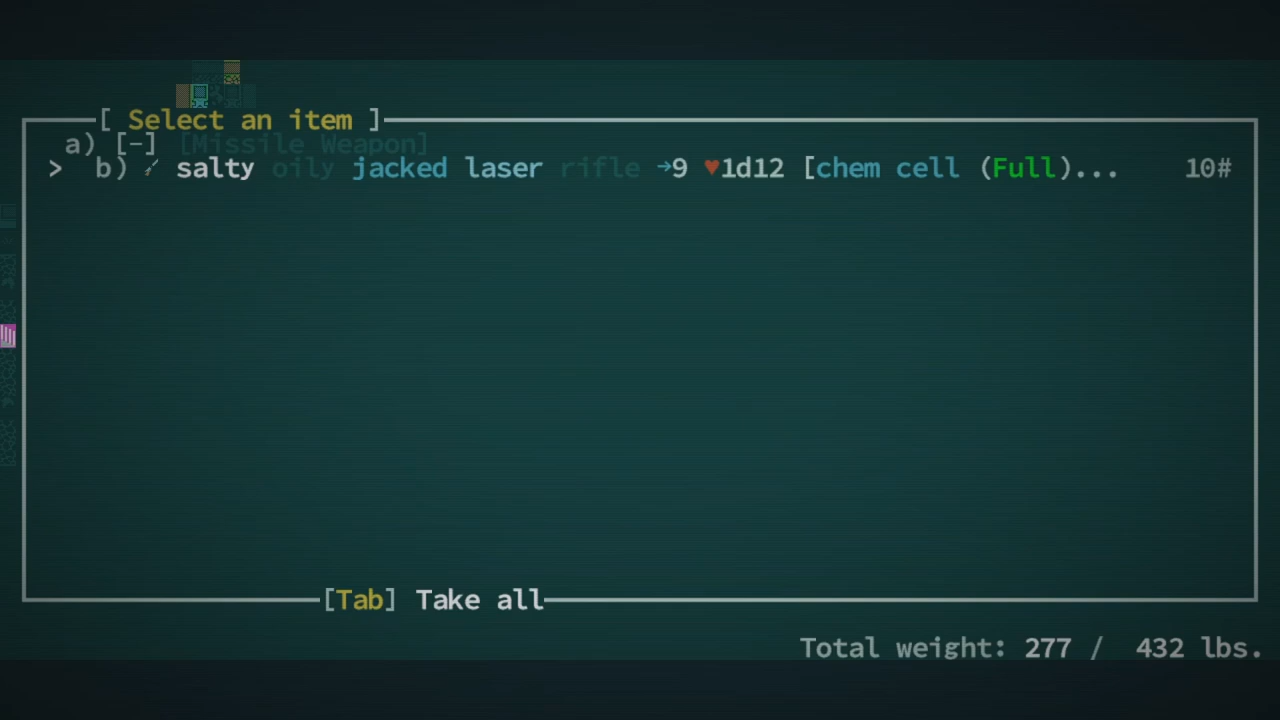 [ Select an item ]
a) [-] [Missile Weapon]
> b) salty oily jacked laser rifle →9 ♥1d12 [chem cell (Full)... 10#
[Tab] Take all
Total weight: 277 / 432 lbs.